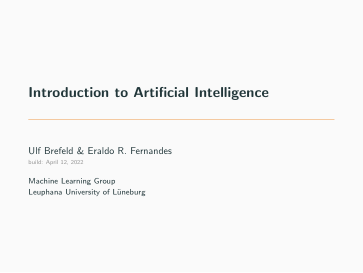 Introduction to Artificial Intelligence
Ulf Brefeld & Eraldo R. Fernandes
build: April 12, 2022
Machine Learning Group
Leuphana University of Lüneburg